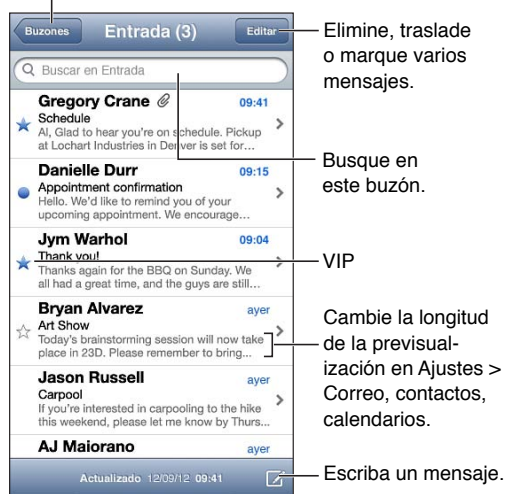 Buzones
Entrada (3)
Editar
Buscar en Entrada
Gregory Crane
09:41
Schedule
Al, Glad to hear you're on schedule. Pickup
at Lochart Industries in Denver is set for...
Danielle Durr
09:15
Appointment confirmation
Hello. We'd like to remind you of your
upcoming appointment. We encourage...
Jym Warhol
09:04
Thank you!
Thanks again for the BBQ on Sunday. We
all had a great time, and the guys are still...
Bryan Alvarez
ayer
Art Show
Today's brainstorming session will now take
place in 23D. Please remember to bring...
Jason Russell
ayer
Carpool
If you're interested in carpooling to the hike
this weekend, please let me know by Thurs...
AJ Maiorano
ayer
Actualizado 12/09/12 09:41
Elimine, traslade
o marque varios
mensajes.
Busque en
este buzón.
VIP
Cambie la longitud
de la previsual-
ización en Ajustes >
Correo, contactos,
calendarios.
Escriba un mensaje.